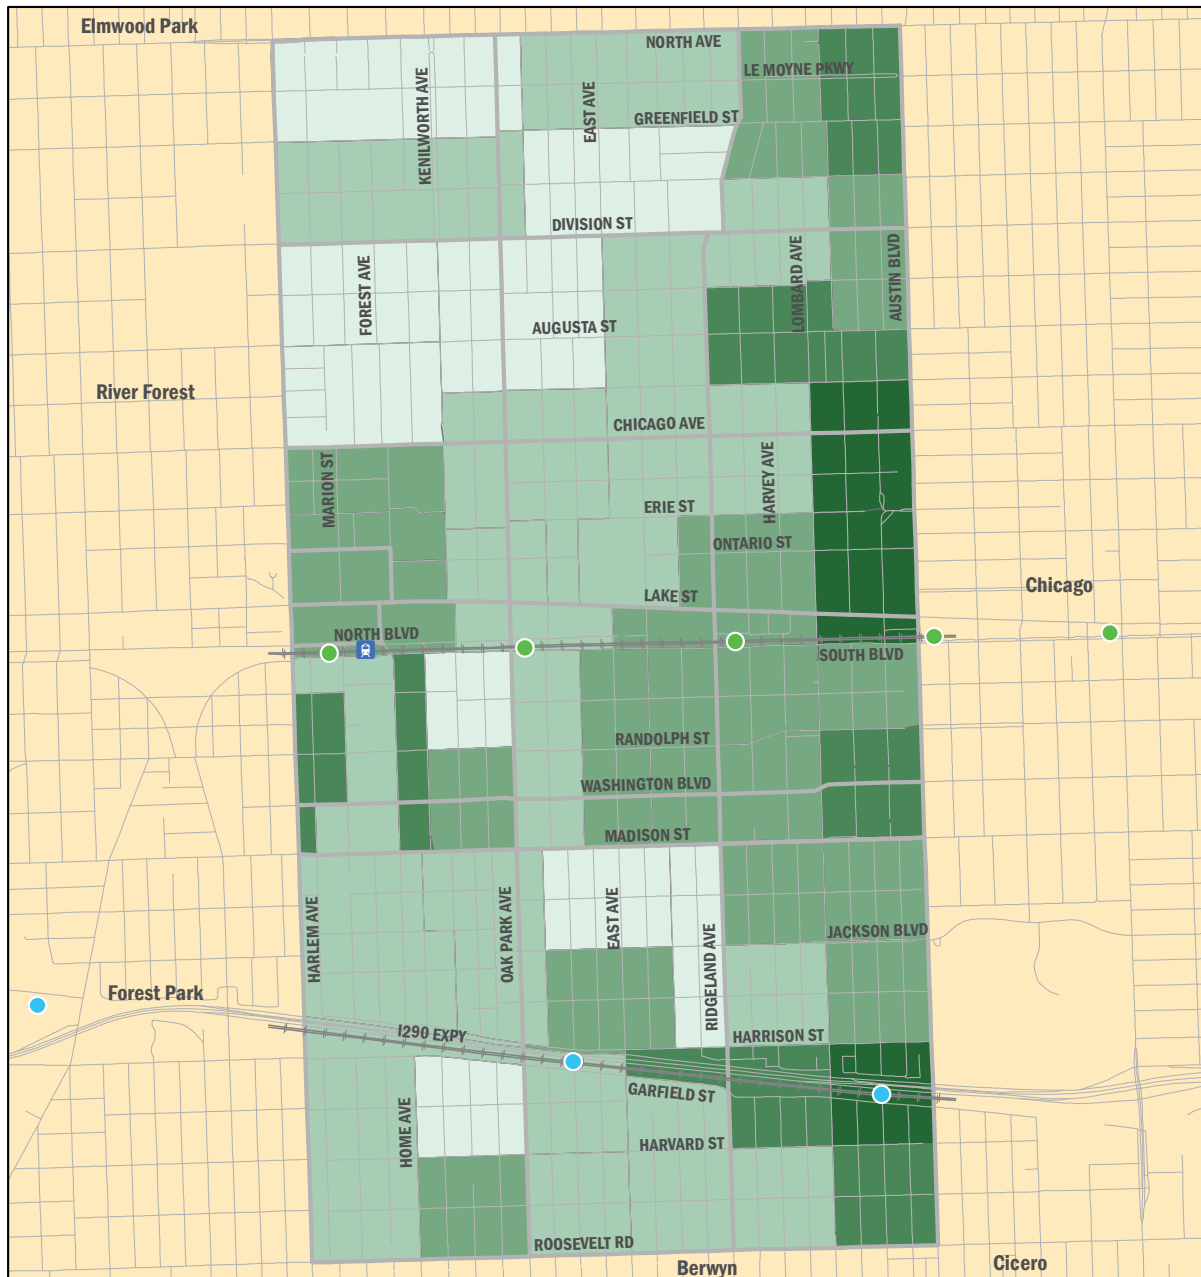 Elmwood Park
NORTH AVE
LE MOYNE PKWY
KENILWORTH AVE
EAST AVE
GREENFIELD ST
DIVISION ST
FOREST AVE
LOMBARD AVE
AUSTIN BLVD
AUGUSTA ST
River Forest
CHICAGO AVE
MARION ST
HARVEY AVE
ERIE ST
ONTARIO ST
Chicago
LAKE ST
NORTH BLVD
SOUTH BLVD
RANDOLPH ST
WASHINGTON BLVD
MADISON ST
HARLEM AVE
OAK PARK AVE
EAST AVE
RIDGELAND AVE
JACKSON BLVD
Forest Park
I290 EXPY
HARRISON ST
GARFIELD ST
HOME AVE
HARVARD ST
ROOSEVELT RD
Berwyn
Cicero